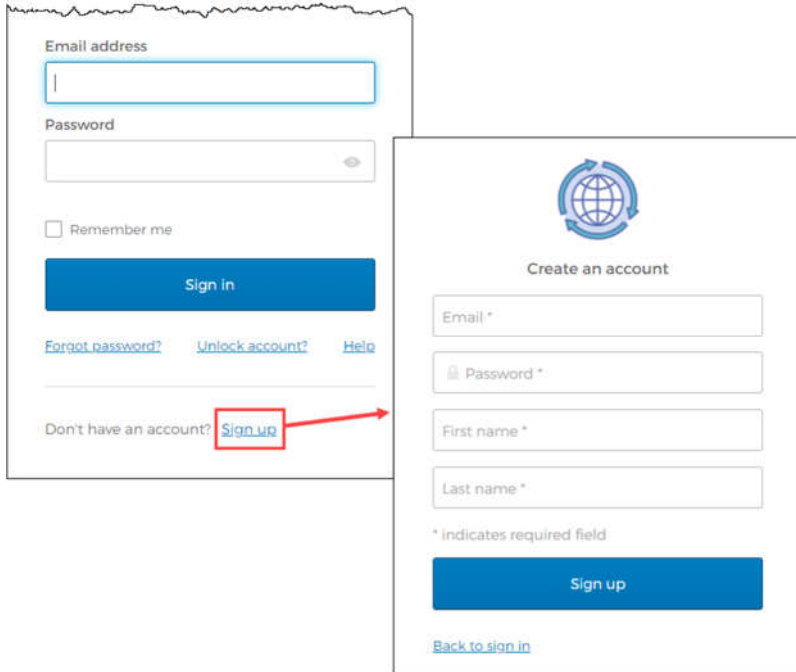 Email address
Password
Remember me
Sign in
Forgot password? Unlock account? Help
Don't have an account? Sign up
Create an account
Email *
Password *
First name *
Last name *
* indicates required field
Sign up
Back to sign in